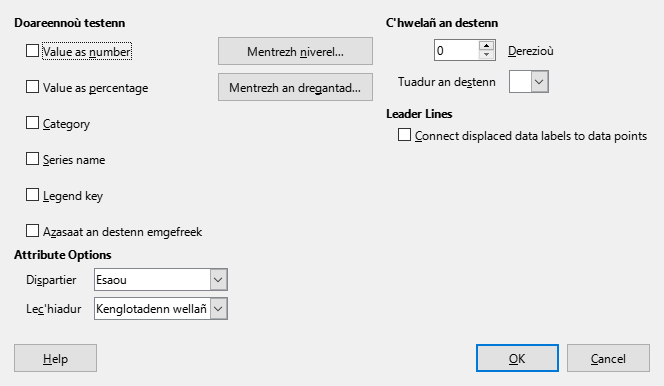 Doareennoù testenn
Value as number
Mentrezh niverel...
Value as percentage
Mentrezh an dregantad...
Category
Series name
Legend key
Azasaat an destenn emgefreek
Attribute Options
Dispartier
Esaou
Lec'hiadur
Kenglotadenn wellañ
C'hwelañ an destenn
0
Derezioù
Tuadur an destenn
Leader Lines
Connect displaced data labels to data points
Help
OK
Cancel